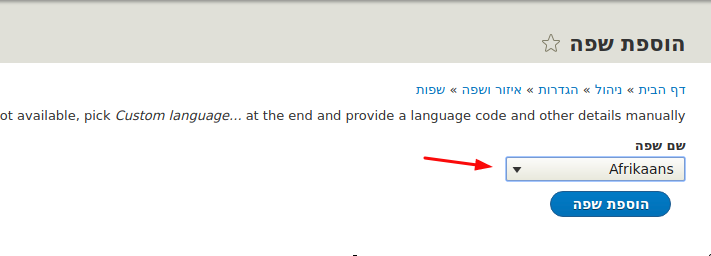 הוספת שפה
דף הבית » ניהול » הגדרות » איזור ושפה » שפות
ot available, pick Custom language... at the end and provide a language code and other details manually
שם שפה
Afrikaans
הוספת שפה